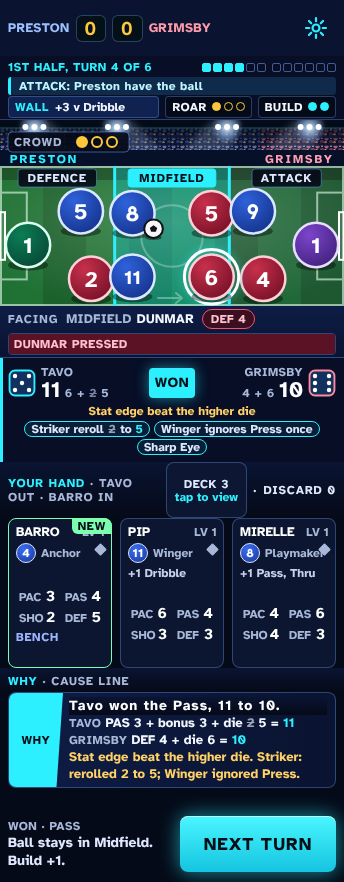 PRESTON 0 0 GRIMSBY
1ST HALF, TURN 4 OF 6
ATTACK: Preston have the ball
WALL +3 v Dribble ROAR BUILD
CROWD
PRESTON GRIMSBY
DEFENCE MIDFIELD ATTACK
5 8 5 9
1 1
2 11 6 4
FACING MIDFIELD DUNMAR DEF 4
DUNMAR PRESSED
TAVO WON GRIMSBY
11 6 + 2 to 5 4 + 6 10
Stat edge beat the higher die
Striker reroll 2 to 5 Winger ignores Press once
Sharp Eye
YOUR HAND · TAVO OUT · BARRO IN
DECK 3
tap to view
· DISCARD 0
NEW
BARRO
4 Anchor
PAC 3 PAS 4
SHO 2 DEF 5
BENCH
PIP LV 1
11 Winger
+1 Dribble
PAC 6 PAS 4
SHO 3 DEF 3
MIRELLE LV 1
8 Playmaker
+1 Pass, Thru
PAC 4 PAS 6
SHO 4 DEF 3
WHY · CAUSE LINE
WHY
Tavo won the Pass, 11 to 10.
TAVO PAS 3 + bonus 3 + die 2 5 = 11
GRIMSBY DEF 4 + die 6 = 10
Stat edge beat the higher die. Striker:
rerolled 2 to 5; Winger ignored Press.
WON · PASS
Ball stays in Midfield.
Build +1.
NEXT TURN